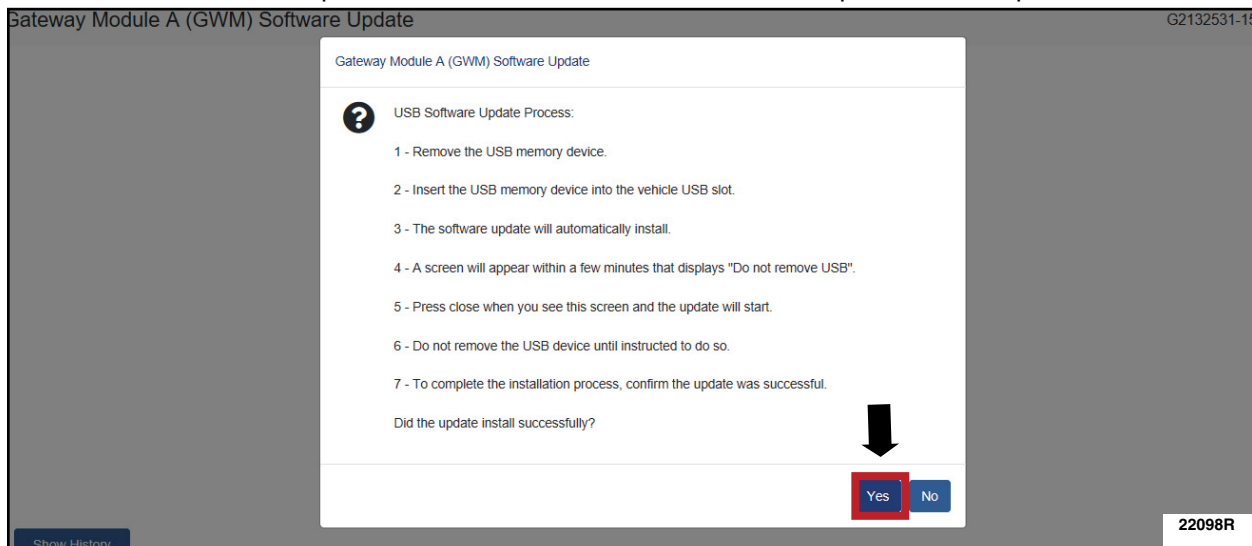 Gateway Module A (GWM) Software Update
G2132531-15
Gateway Module A (GWM) Software Update
USB Software Update Process:
1 - Remove the USB memory device.
2 - Insert the USB memory device into the vehicle USB slot.
3 - The software update will automatically install.
4 - A screen will appear within a few minutes that displays "Do not remove USB".
5 - Press close when you see this screen and the update will start.
6 - Do not remove the USB device until instructed to do so.
7 - To complete the installation process, confirm the update was successful.
Did the update install successfully?
Yes No
22098R
Show History